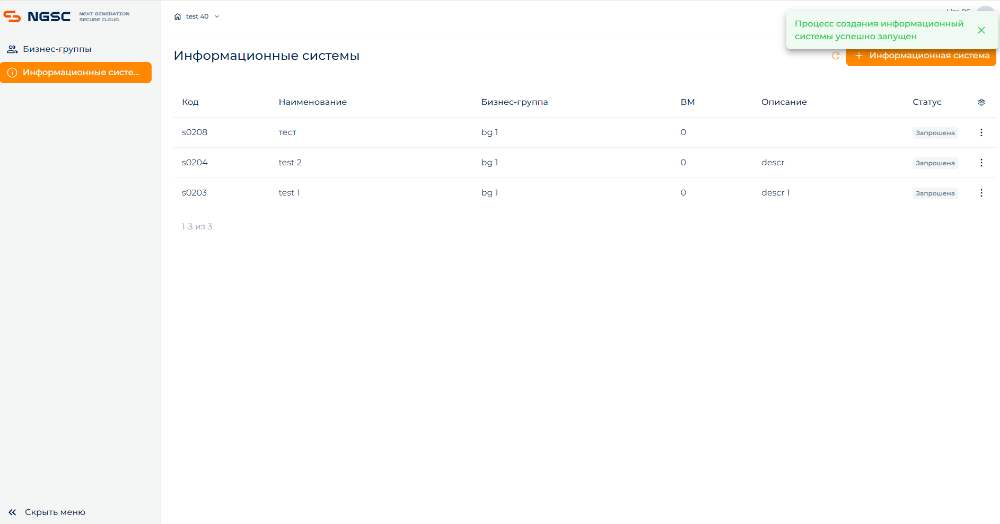 NGSC
NEXT GENERATION
SECURE CLOUD
test 40
Процесс создания информационный
системы успешно запущен
Бизнес-группы
Информационные систе...
Информационные системы
Информационная система
Код Наименование Бизнес-группа ВМ Описание Статус
s0208 тест bg 1 0 Запрошена
s0204 test 2 bg 1 0 descr Запрошена
s0203 test 1 bg 1 0 descr 1 Запрошена
1-3 из 3
Скрыть меню